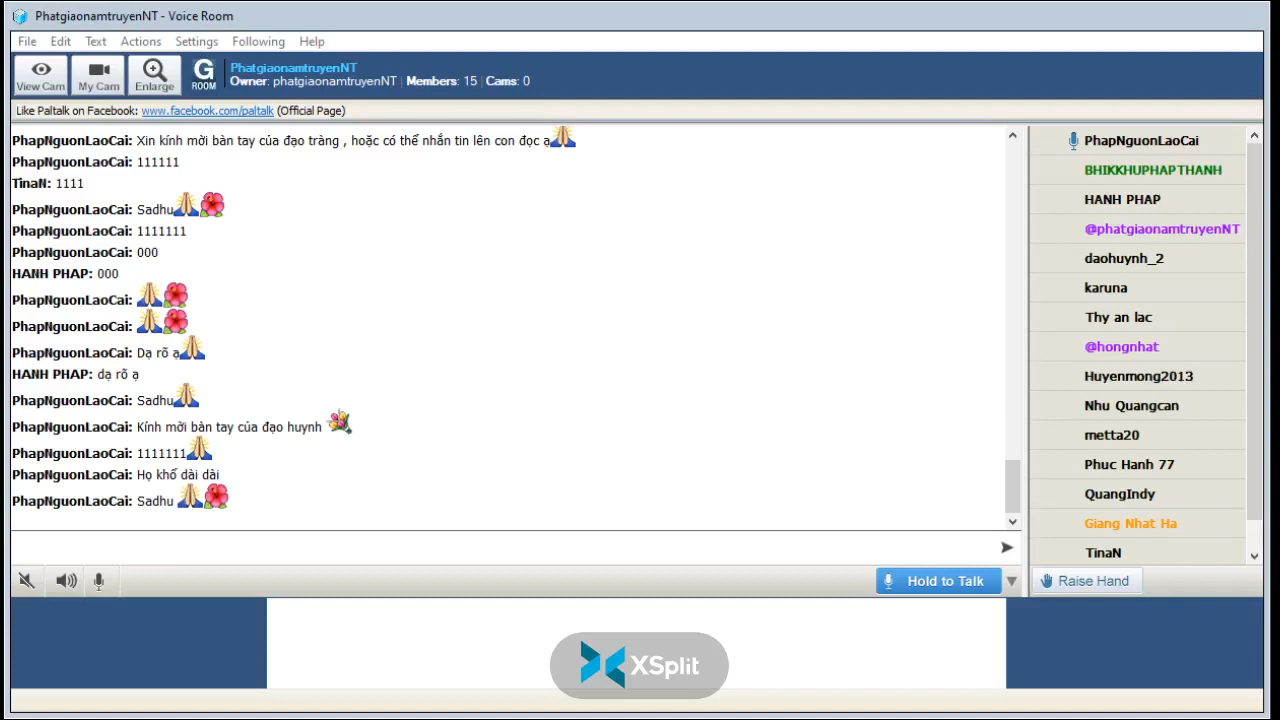 PhatgiaonamtruyenNT - Voice Room
File Edit Text Actions Settings Following Help
View Cam My Cam Enlarge G ROOM
PhatgiaonamtruyenNT
Owner: phatgiaonamtruyenNT | Members: 15 | Cams: 0
Like Paltalk on Facebook: www.facebook.com/paltalk (Official Page)
PhapNguonLaoCai: Xin kính mời bàn tay của đạo tràng , hoặc có thể nhắn tin lên con đọc ạ
PhapNguonLaoCai: 111111
TinaN: 1111
PhapNguonLaoCai: Sadhu
PhapNguonLaoCai: 1111111
PhapNguonLaoCai: 000
HANH PHAP: 000
PhapNguonLaoCai:
PhapNguonLaoCai:
PhapNguonLaoCai: Dạ rõ ạ
HANH PHAP: dạ rõ ạ
PhapNguonLaoCai: Sadhu
PhapNguonLaoCai: Kính mời bàn tay của đạo huynh
PhapNguonLaoCai: 1111111
PhapNguonLaoCai: Họ khổ dài dài
PhapNguonLaoCai: Sadhu
PhapNguonLaoCai
BHIKKHUPHAPTHANH
HANH PHAP
@phatgiaonamtruyenNT
daohuynh_2
karuna
Thy an lac
@hongnhat
Huyenmong2013
Nhu Quangcan
metta20
Phuc Hanh 77
QuangIndy
Giang Nhat Ha
TinaN
Hold to Talk
Raise Hand
XSplit